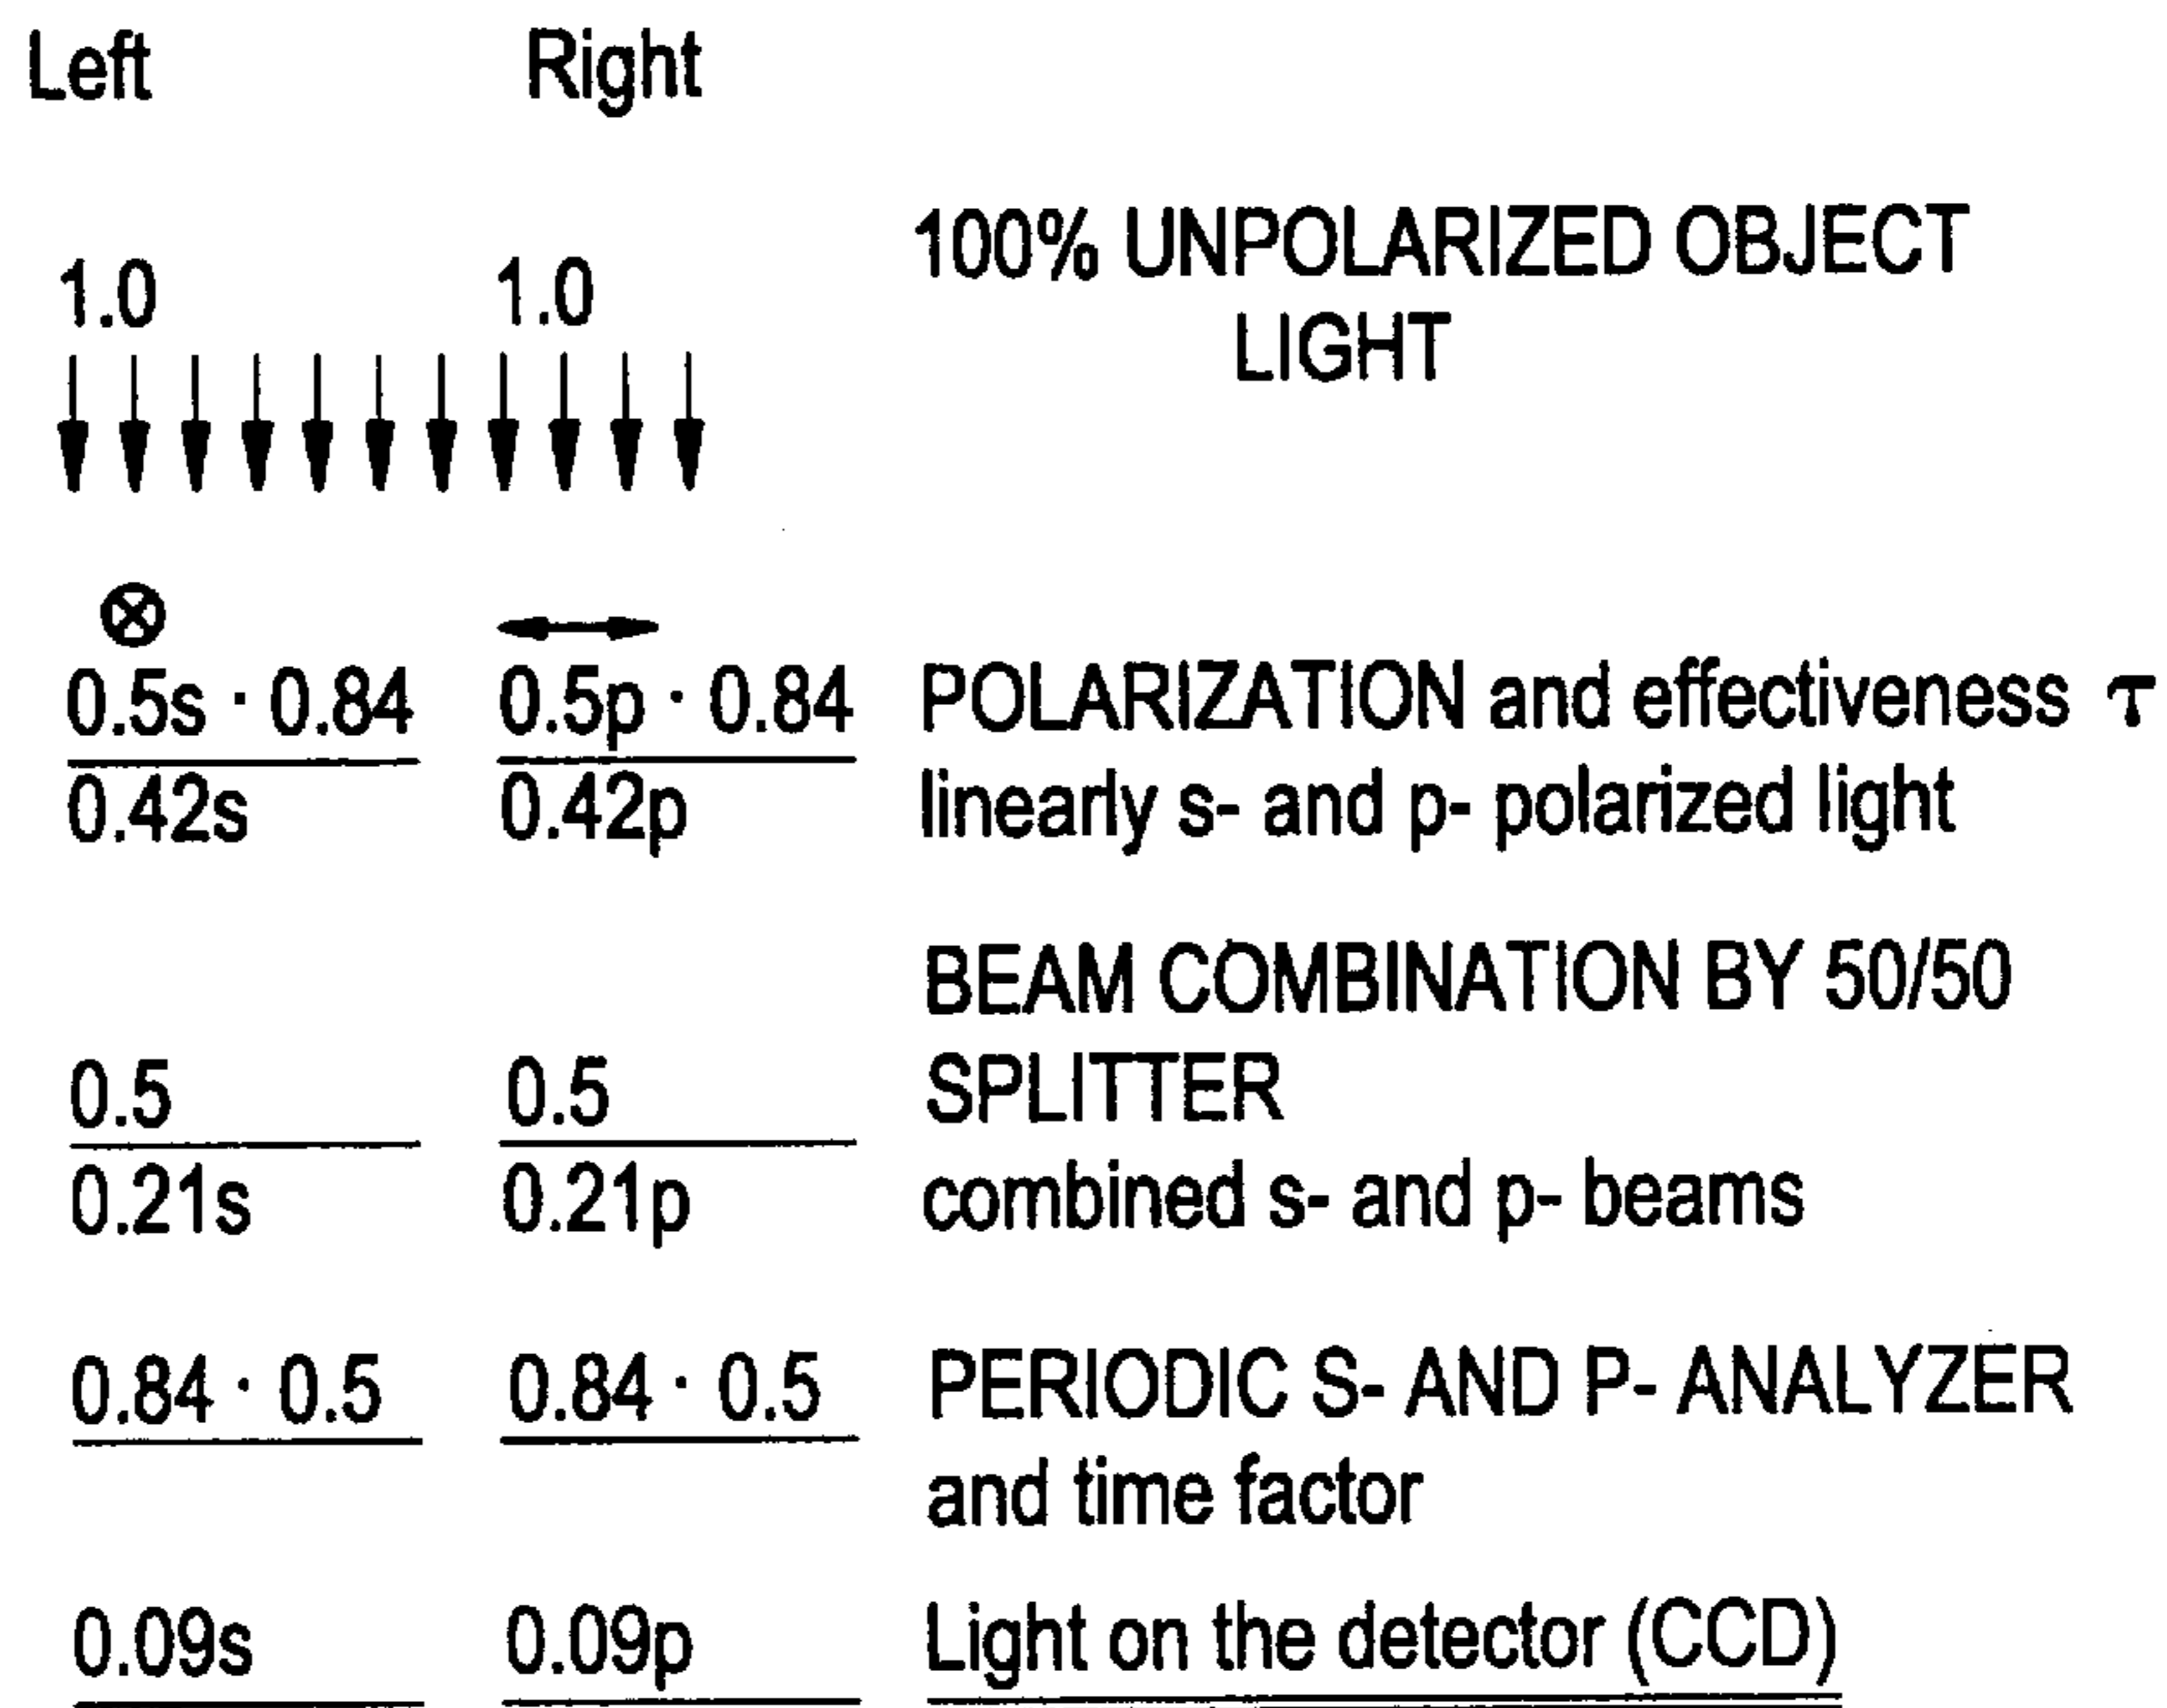 Left Right
100% UNPOLARIZED OBJECT
1.0 1.0
LIGHT
0.5s · 0.84 0.5p · 0.84 POLARIZATION and effectiveness τ
0.42s 0.42p linearly s- and p- polarized light
BEAM COMBINATION BY 50/50
0.5 0.5 SPLITTER
0.21s 0.21p combined s- and p- beams
0.84 · 0.5 0.84 · 0.5 PERIODIC S- AND P- ANALYZER
and time factor
0.09s 0.09p Light on the detector (CCD)